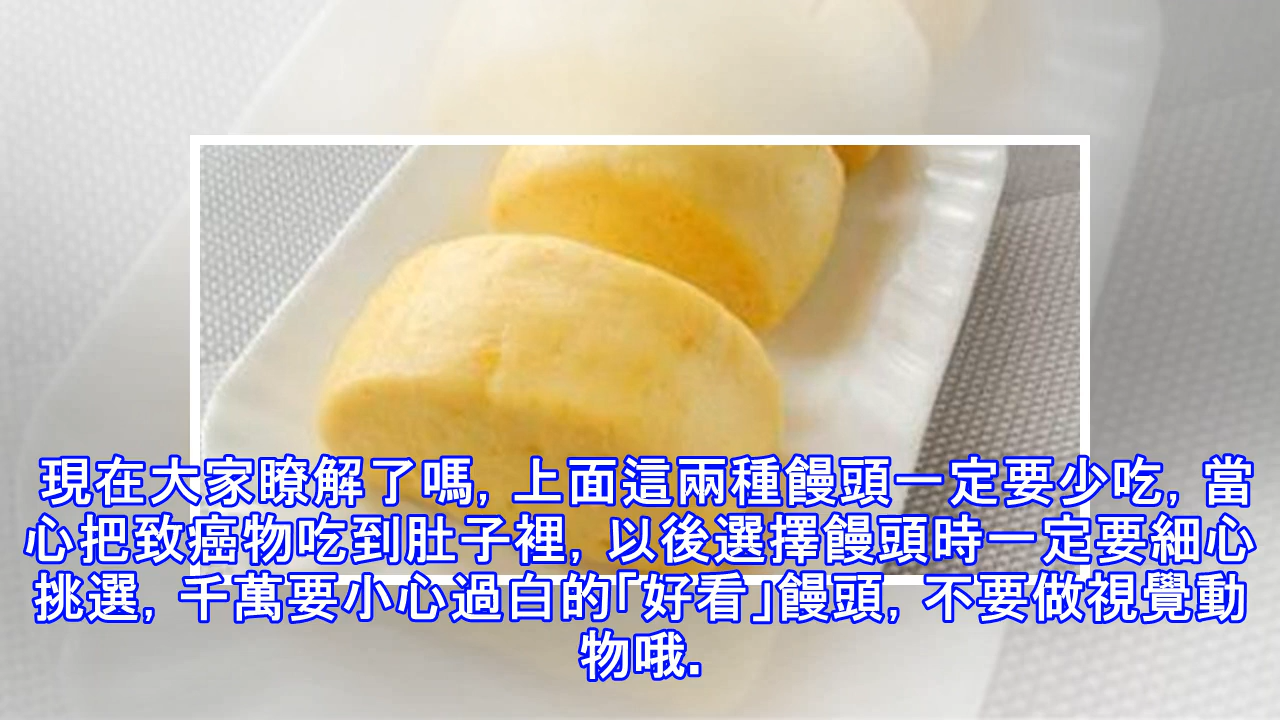 現在大家瞭解了嗎, 上面這兩種饅頭一定要少吃, 當
心把致癌物吃到肚子裡, 以後選擇饅頭時一定要細心
挑選, 千萬要小心過白的「好看」饅頭, 不要做視覺動
物哦.